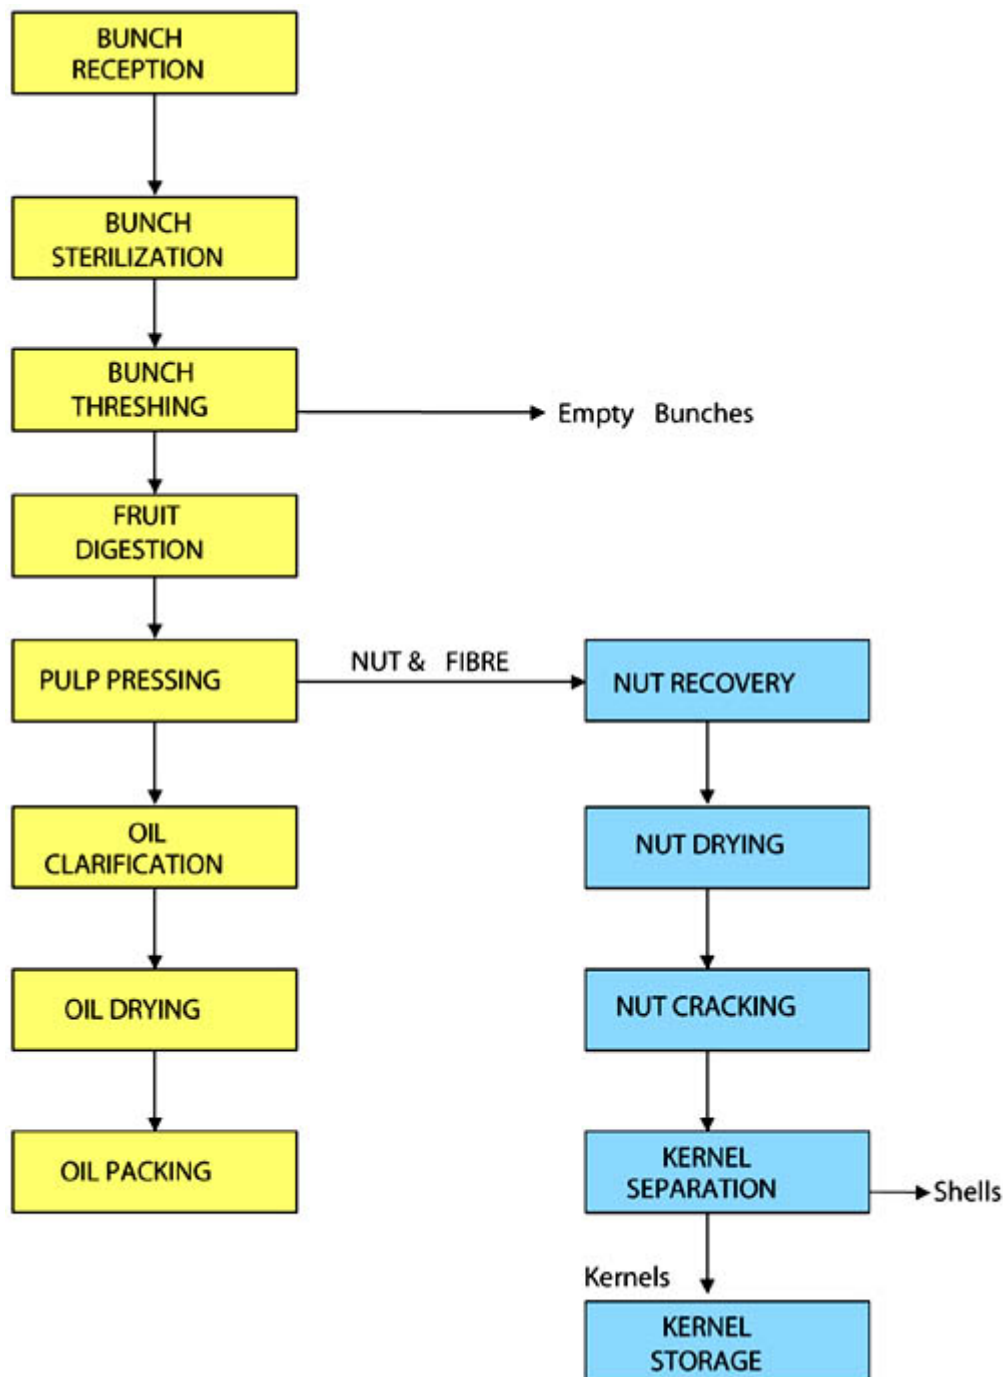 BUNCH
RECEPTION
BUNCH
STERILIZATION
BUNCH
THRESHING
Empty Bunches
FRUIT
DIGESTION
PULP PRESSING
NUT & FIBRE
NUT RECOVERY
OIL
CLARIFICATION
NUT DRYING
OIL DRYING
NUT CRACKING
OIL PACKING
KERNEL
SEPARATION
Shells
Kernels
KERNEL
STORAGE